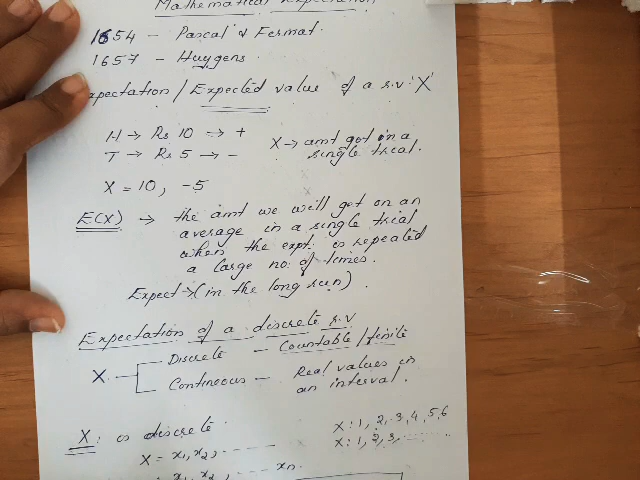 Mathematical Expectation
1654 - Pascal & Fermat.
1657 - Huygens.
xpectation / Expected value of a r.v. 'X'
H → Rs 10 => +
T → Rs 5 → -
X → amt got in a
single trial.
X = 10, -5
E(X) → the amt we will get on an
average in a single trial
when the expt. is repeated
a large no: of times.
Expect → (in the long run).
Expectation of a discrete r.v
X
Discrete - Countable / finite
Continuous - Real values in
an interval.
X: is discrete.
X: 1, 2, 3, 4, 5, 6
X: 1, 2, 3, ........
X = x1, x2, ------ xn
x1, x2, ----